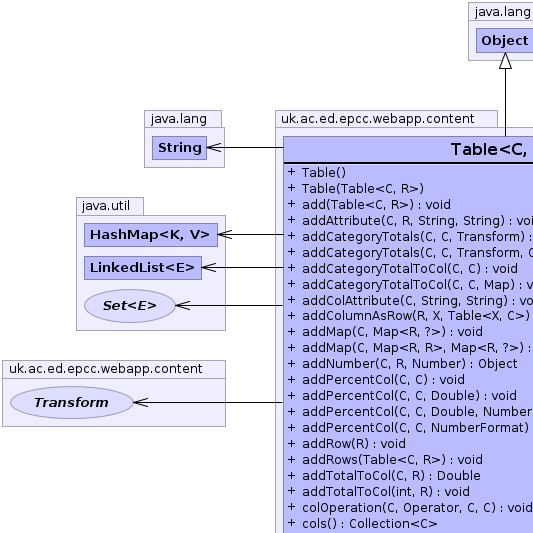 java.lang
Object
java.lang
String
uk.ac.ed.epcc.webapp.content
Table<C,
java.util
HashMap<K, V>
LinkedList<E>
Set<E>
uk.ac.ed.epcc.webapp.content
Transform
+ Table()
+ Table(Table<C, R>)
+ add(Table<C, R>) : void
+ addAttribute(C, R, String, String) : voi
+ addCategoryTotals(C, C, Transform) :
+ addCategoryTotals(C, C, Transform, C
+ addCategoryTotalToCol(C, C) : void
+ addCategoryTotalToCol(C, C, Map) : v
+ addColAttribute(C, String, String) : vo
+ addColumnAsRow(R, X, Table<X, C>)
+ addMap(C, Map<R, ?>) : void
+ addMap(C, Map<R, R>, Map<R, ?>) :
+ addNumber(C, R, Number) : Object
+ addPercentCol(C, C) : void
+ addPercentCol(C, C, Double) : void
+ addPercentCol(C, C, Double, Number
+ addPercentCol(C, C, NumberFormat)
+ addRow(R) : void
+ addRows(Table<C, R>) : void
+ addTotalToCol(C, R) : Double
+ addTotalToCol(int, R) : void
+ colOperation(C, Operator, C, C) : void
+ cols() : Collection<C>